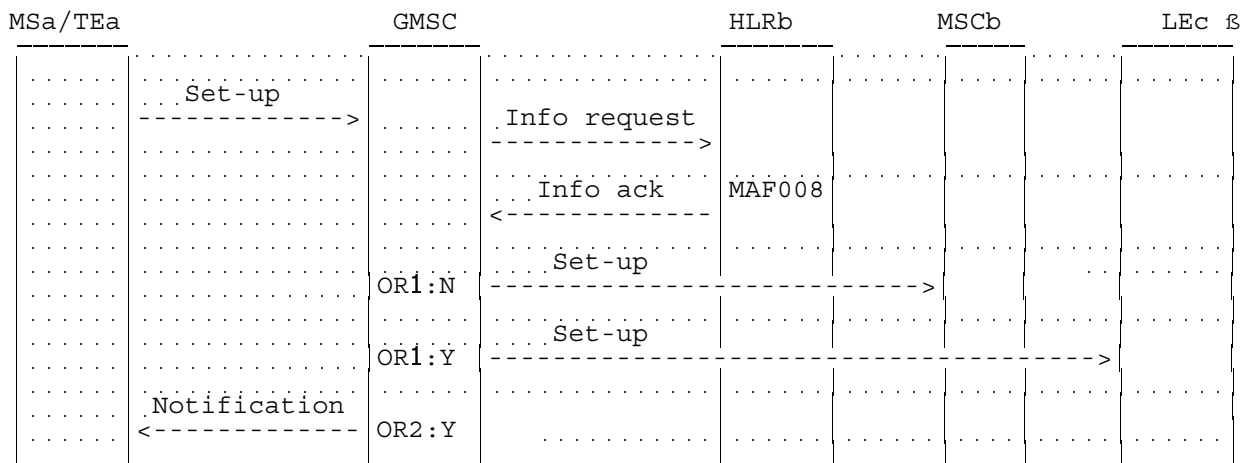 MSa/TEa GMSC HLRb MSCb LEc ß
Set-up
Info request
Info ack MAF008
Set-up
OR1:N
Set-up
OR1:Y
Notification
OR2:Y